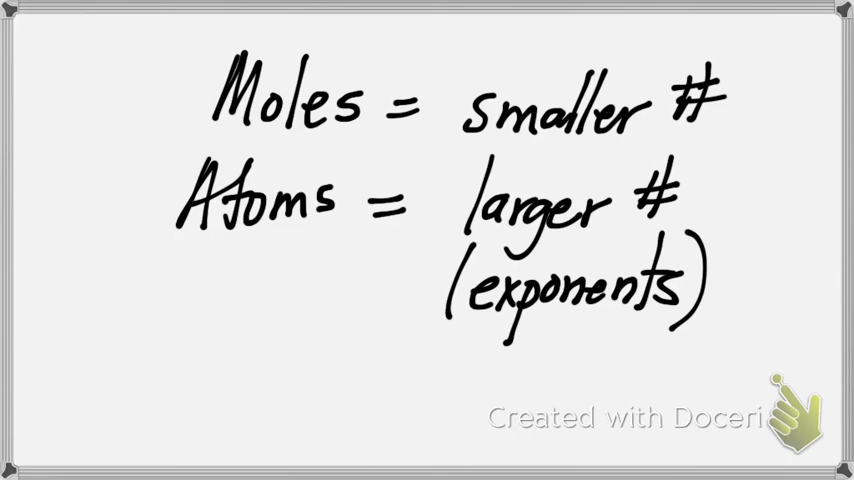 Moles = smaller #
Atoms = larger #
(exponents)
Created with Doceri